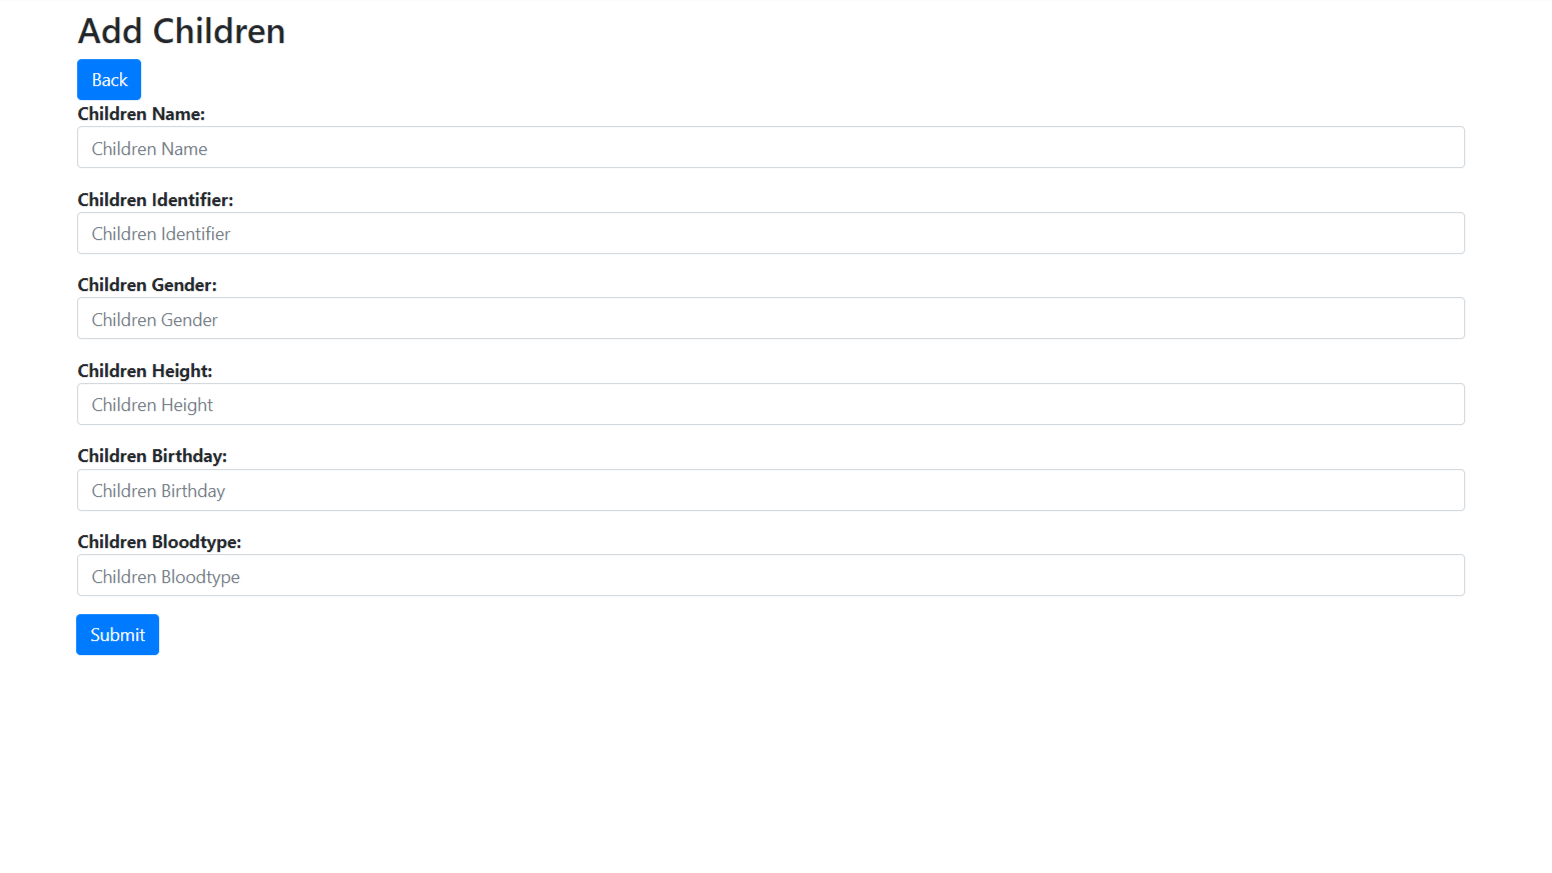 Add Children
Back
Children Name:
Children Name
Children Identifier:
Children Identifier
Children Gender:
Children Gender
Children Height:
Children Height
Children Birthday:
Children Birthday
Children Bloodtype:
Children Bloodtype
Submit